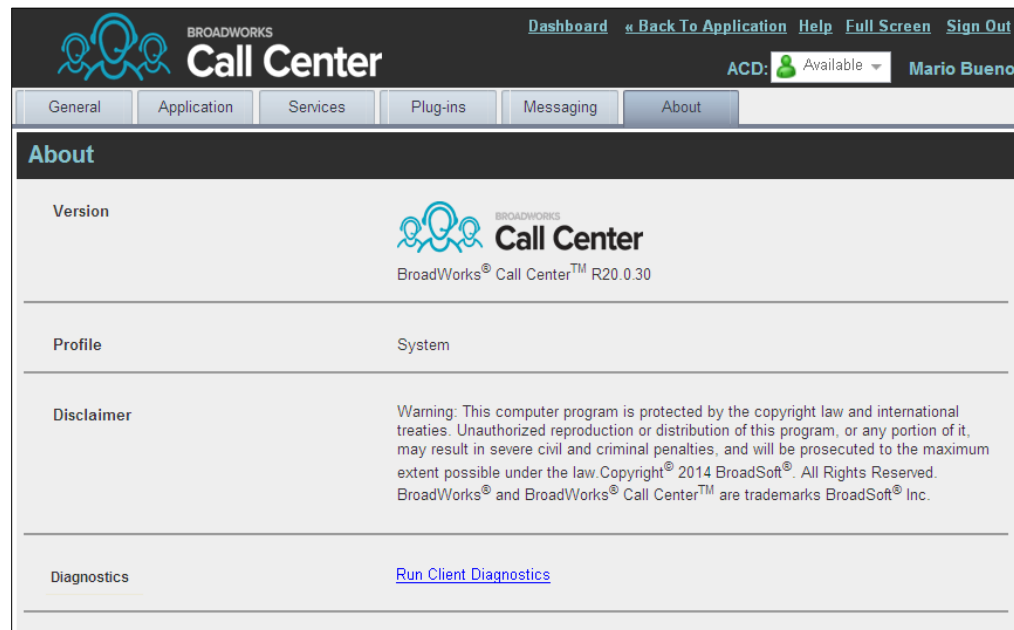 BROADWORKS
Call Center
Dashboard « Back To Application Help Full Screen Sign Out
ACD: Available Mario Bueno
General Application Services Plug-ins Messaging About
About
Version
BROADWORKS
Call Center
BroadWorks® Call Center™ R20.0.30
Profile
System
Disclaimer
Warning: This computer program is protected by the copyright law and international
treaties. Unauthorized reproduction or distribution of this program, or any portion of it,
may result in severe civil and criminal penalties, and will be prosecuted to the maximum
extent possible under the law.Copyright© 2014 BroadSoft®. All Rights Reserved.
BroadWorks® and BroadWorks® Call Center™ are trademarks BroadSoft® Inc.
Diagnostics
Run Client Diagnostics